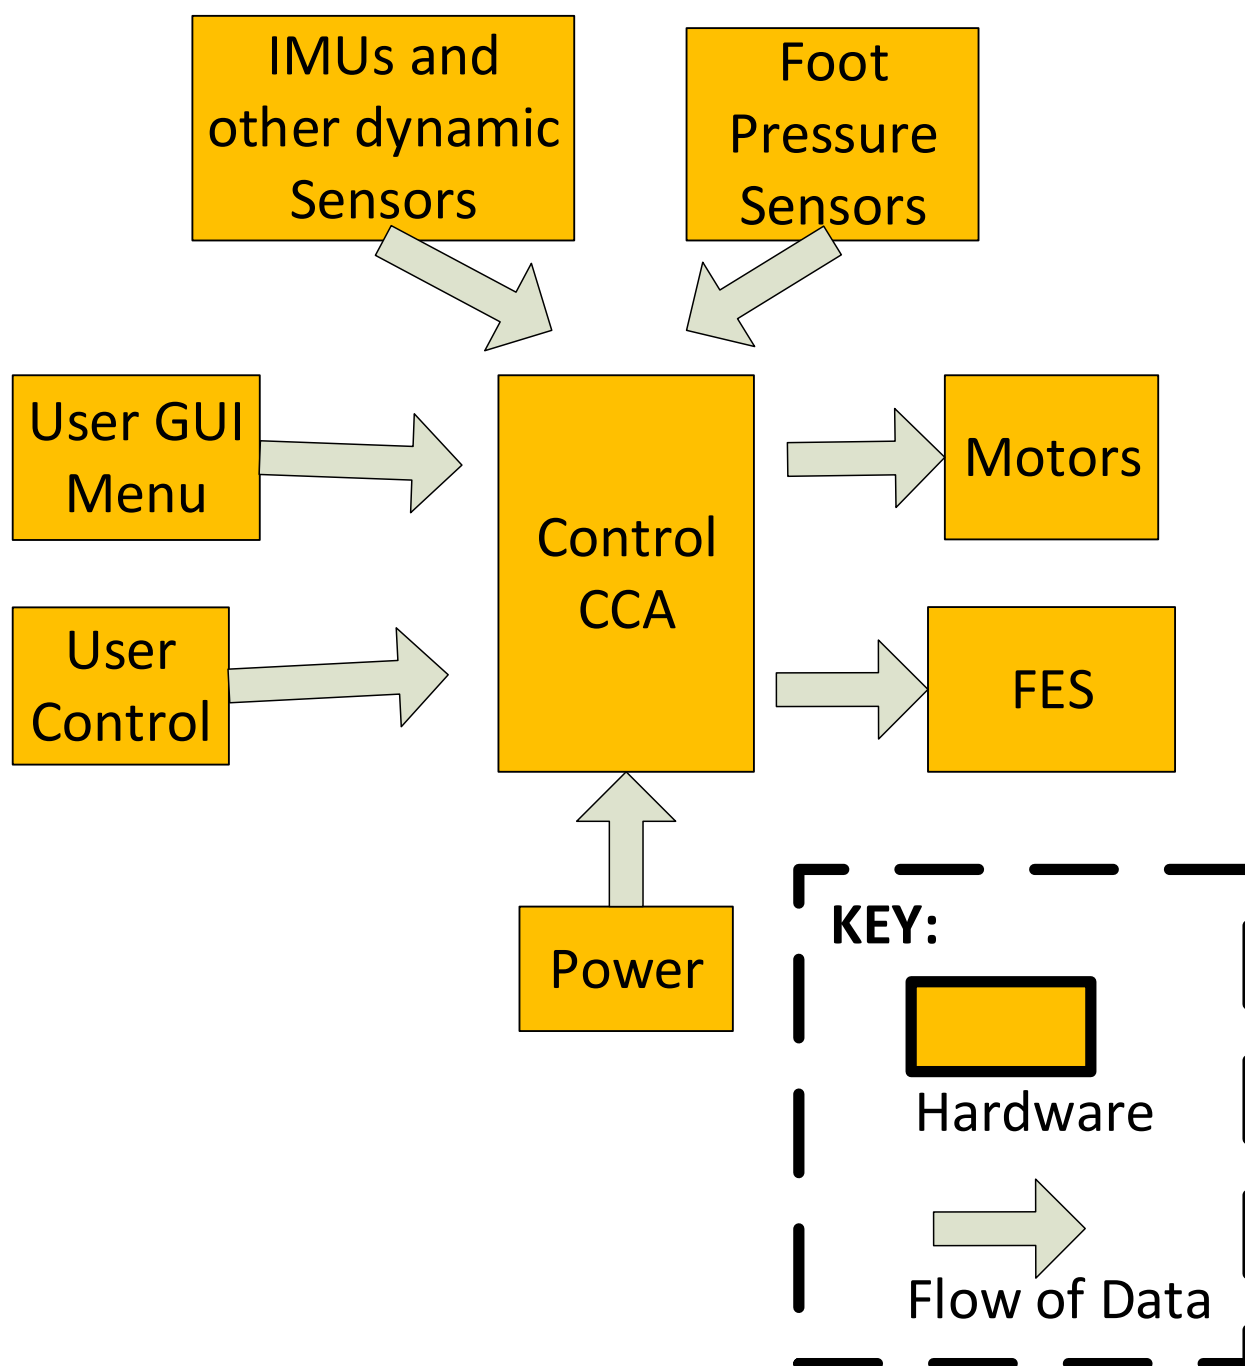 IMUs and
other dynamic
Sensors
Foot
Pressure
Sensors
User GUI
Menu
Control
CCA
Motors
User
Control
FES
Power
KEY:
Hardware
Flow of Data